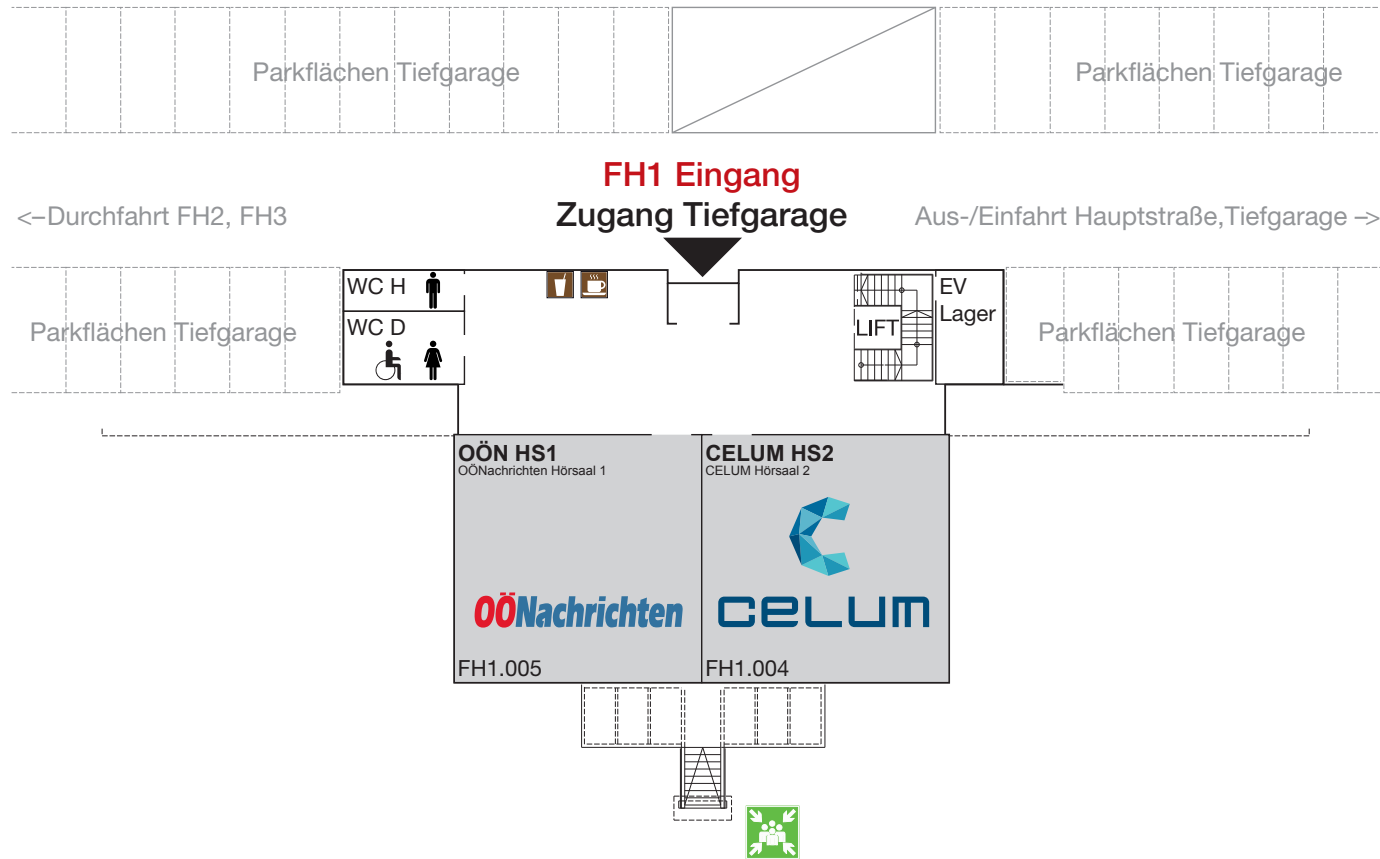 Parkflächen Tiefgarage
Parkflächen Tiefgarage
FH1 Eingang
<–Durchfahrt FH2, FH3
Zugang Tiefgarage
Aus-/Einfahrt Hauptstraße,Tiefgarage –>
WC H
EV
Lager
WC D
LIFT
Parkflächen Tiefgarage
Parkflächen Tiefgarage
OÖN HS1
OÖNachrichten Hörsaal 1
CELUM HS2
CELUM Hörsaal 2
OÖNachrichten
CELUM
FH1.005
FH1.004